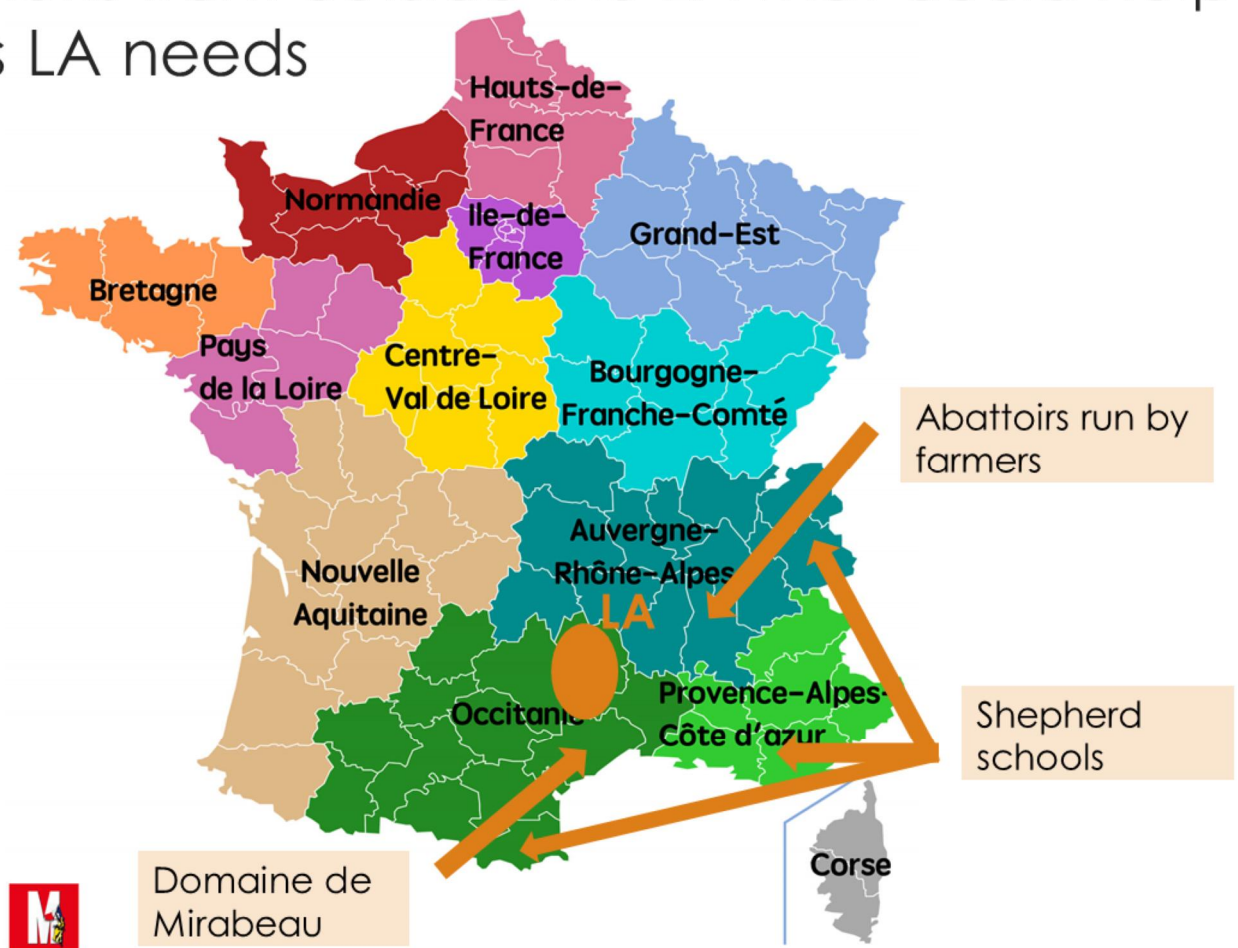 s LA needs
Hauts-de-
France
Normandie
Ile-de-
France
Grand-Est
Bretagne
Pays
de la Loire
Centre-
Val de Loire
Bourgogne-
Franche-Comté
Abattoirs run by
farmers
Auvergne-
Rhône-Alpes
Nouvelle
Aquitaine
LA
Occitanie
Provence-Alpes-
Côte d'azur
Shepherd
schools
Domaine de
Mirabeau
Corse
M